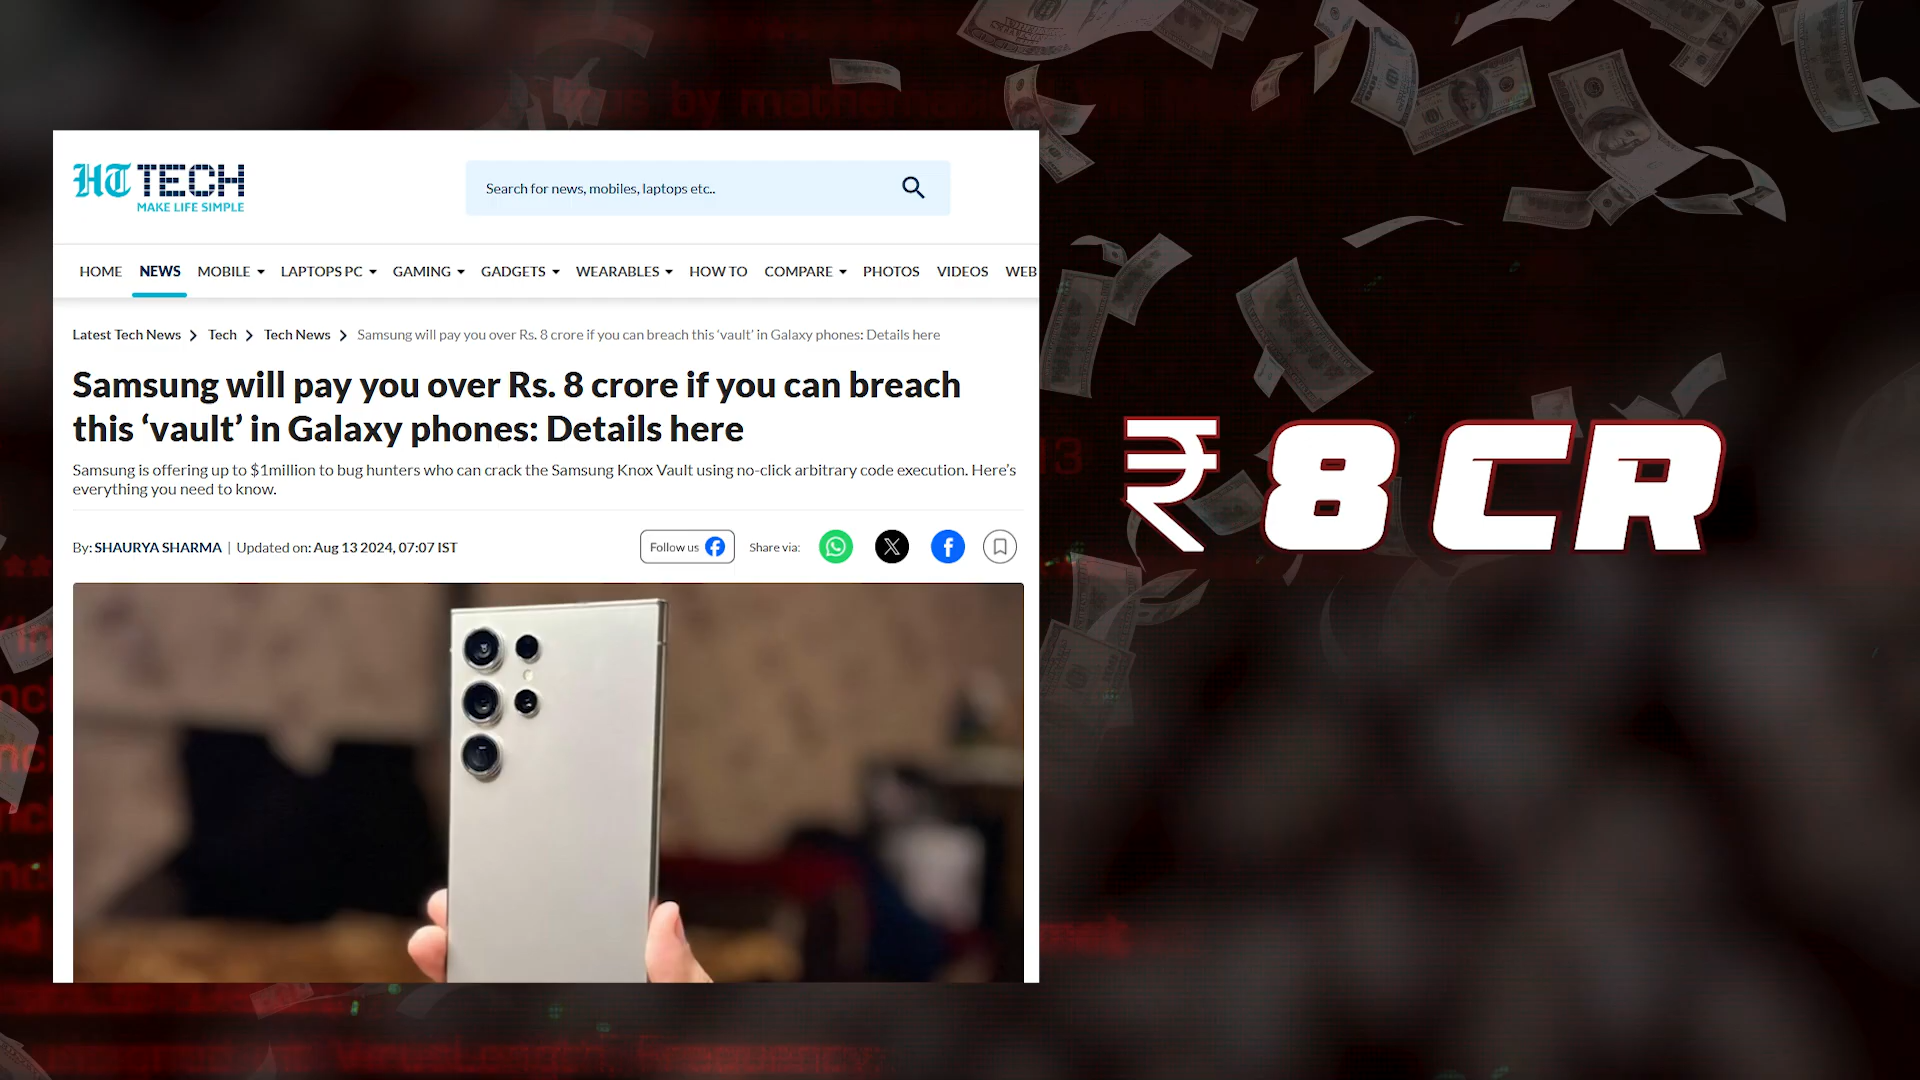 HT TECH
MAKE LIFE SIMPLE
Search for news, mobiles, laptops etc..
HOME NEWS MOBILE LAPTOPS PC GAMING GADGETS WEARABLES HOW TO COMPARE PHOTOS VIDEOS WEB
Latest Tech News > Tech > Tech News > Samsung will pay you over Rs. 8 crore if you can breach this ‘vault’ in Galaxy phones: Details here
Samsung will pay you over Rs. 8 crore if you can breach
this ‘vault’ in Galaxy phones: Details here
Samsung is offering up to $1million to bug hunters who can crack the Samsung Knox Vault using no-click arbitrary code execution. Here’s
everything you need to know.
By: SHAURYA SHARMA | Updated on: Aug 13 2024, 07:07 IST
Follow us
Share via:
₹ 8 CR